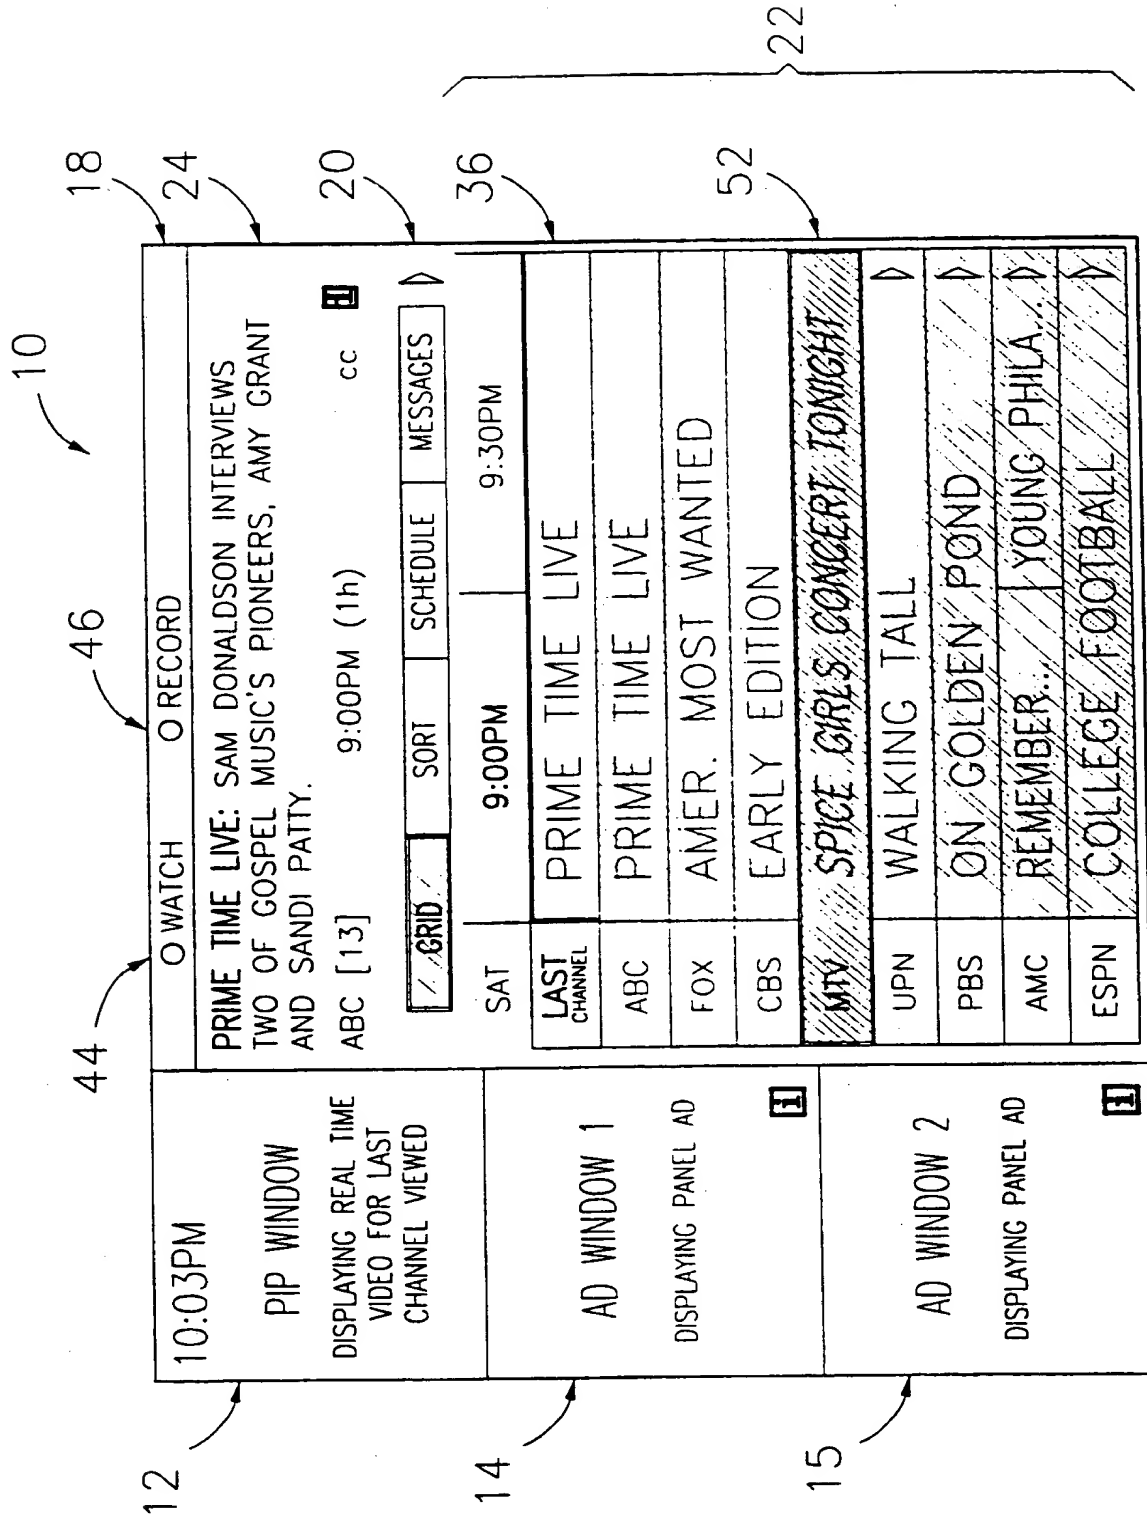 10
44
46
18
O WATCH
O RECORD
24
PRIME TIME LIVE: SAM DONALDSON INTERVIEWS
TWO OF GOSPEL MUSIC'S PIONEERS, AMY GRANT
AND SANDI PATTY.
ABC [13] 9:00PM (1h) cc i
20
GRID SORT SCHEDULE MESSAGES
SAT 9:00PM 9:30PM
36
LAST
CHANNEL
PRIME TIME LIVE
ABC PRIME TIME LIVE
FOX AMER. MOST WANTED
CBS EARLY EDITION
52
MTV SPICE GIRLS CONCERT TONIGHT
UPN WALKING TALL
PBS ON GOLDEN POND
AMC REMEMBER... YOUNG PHILA...
ESPN COLLEGE FOOTBALL
22
12
10:03PM
PIP WINDOW
DISPLAYING REAL TIME
VIDEO FOR LAST
CHANNEL VIEWED
14
AD WINDOW 1
DISPLAYING PANEL AD
i
15
AD WINDOW 2
DISPLAYING PANEL AD
i